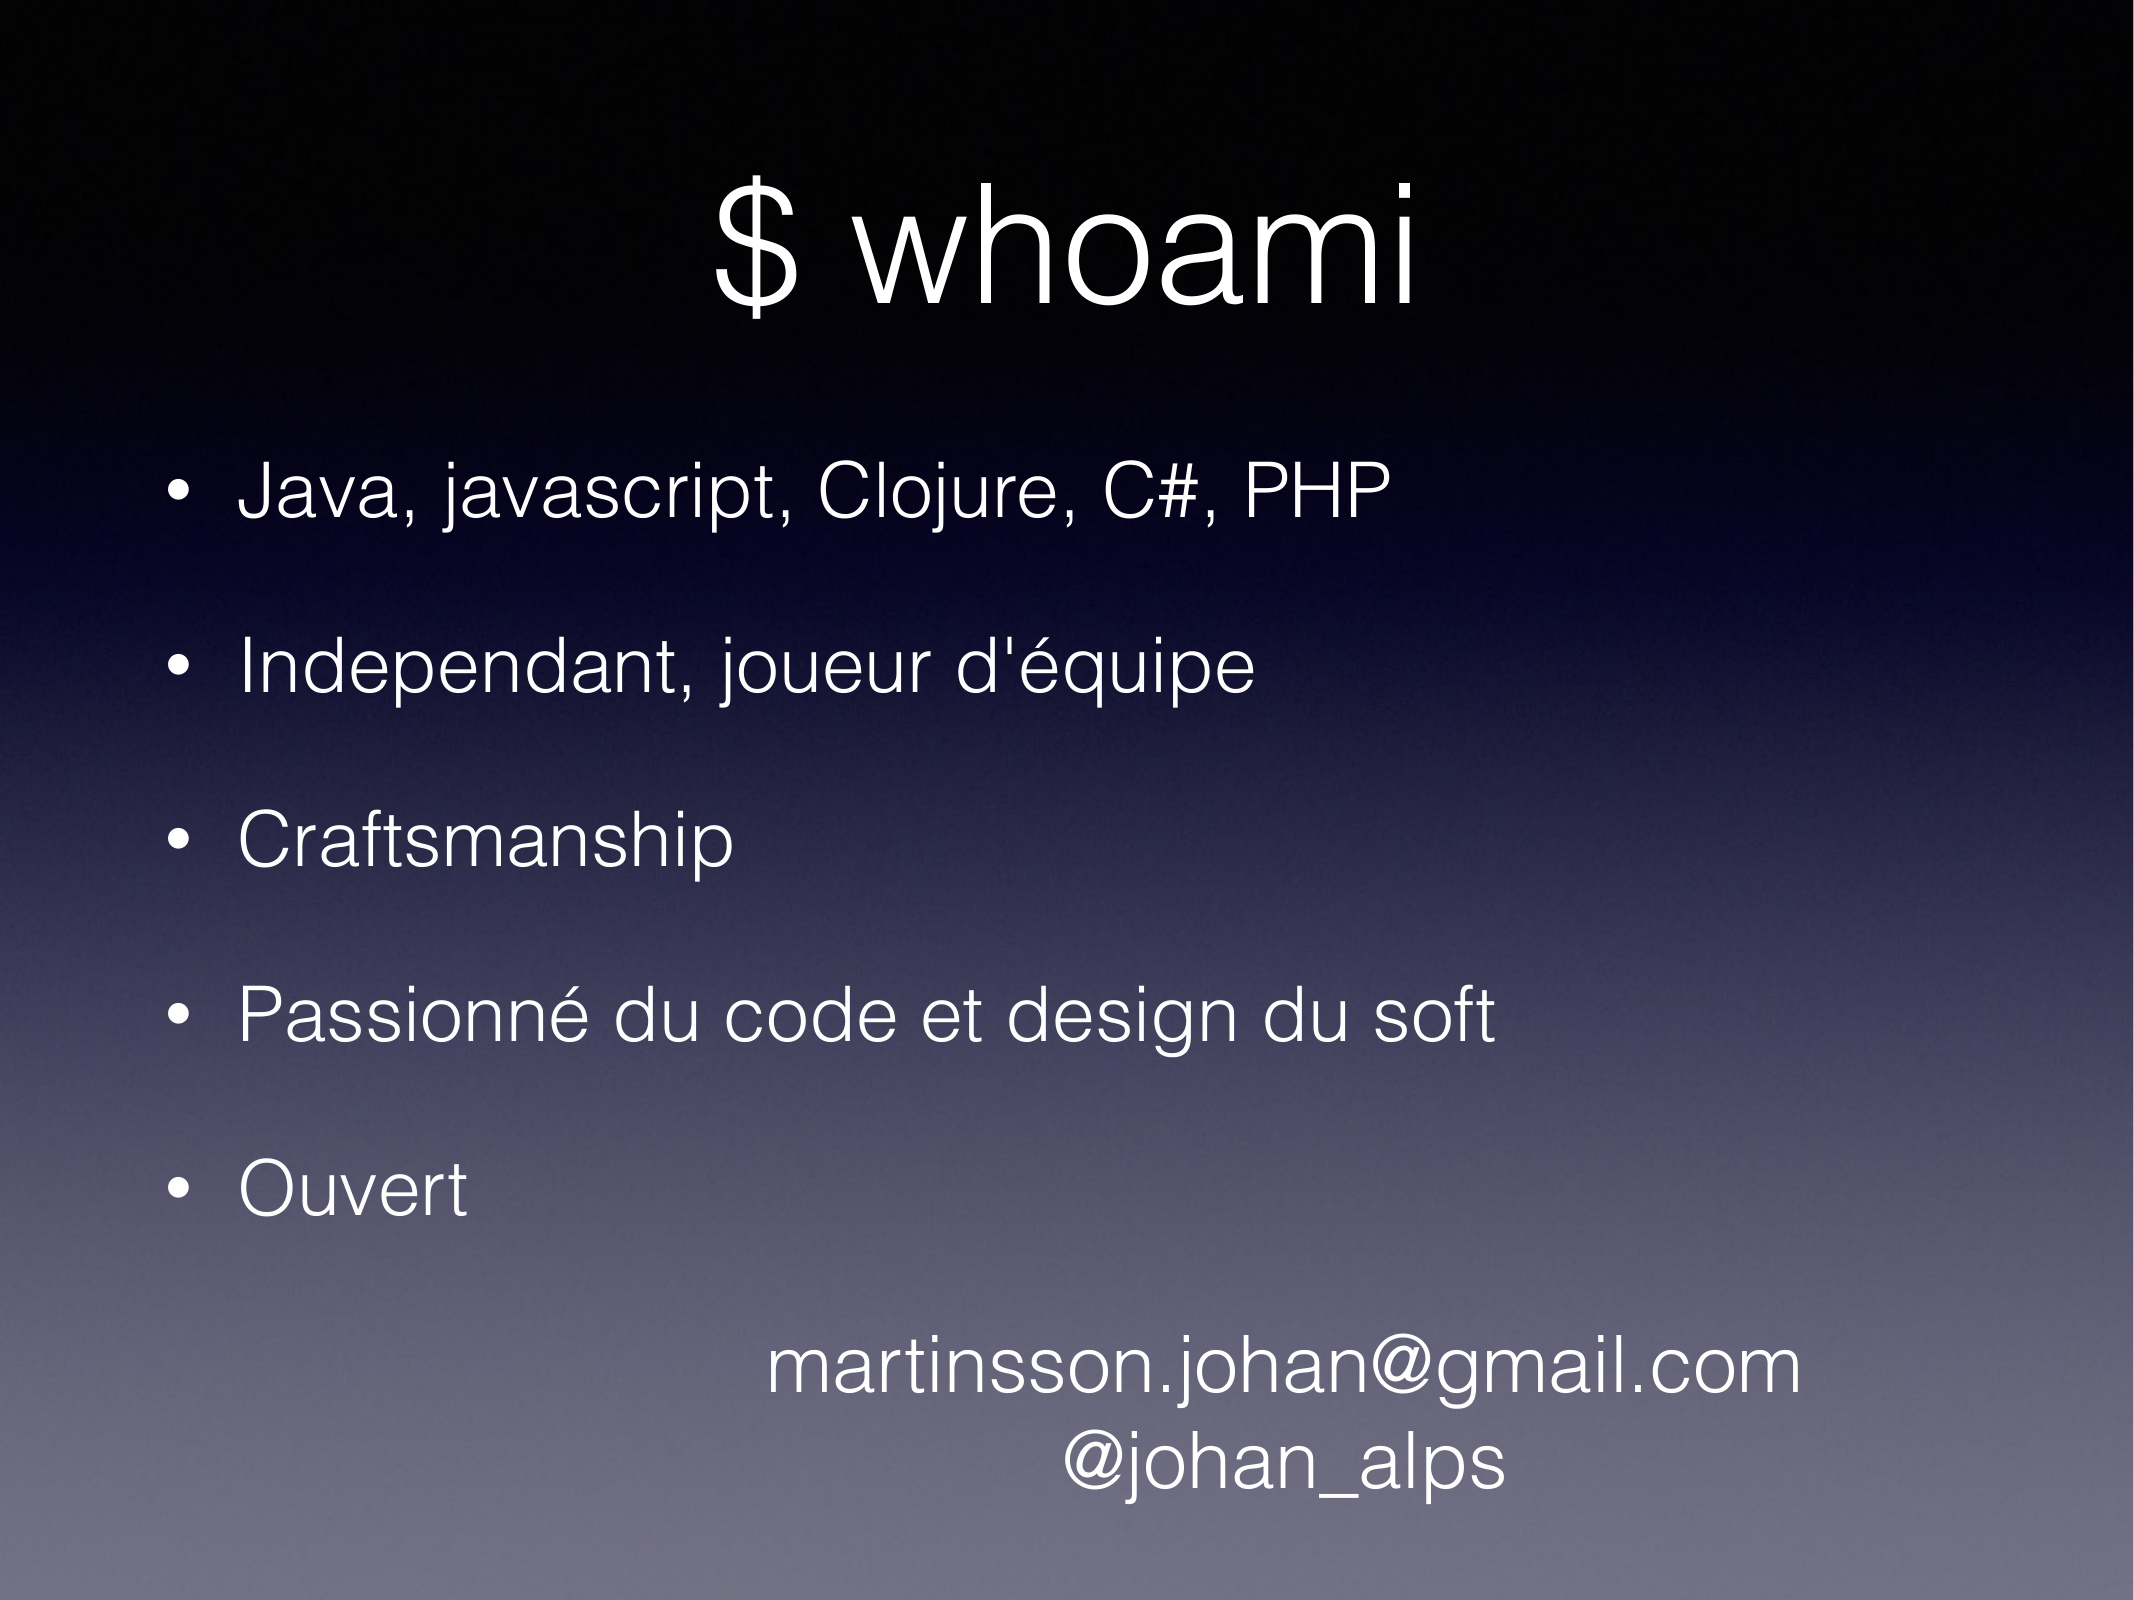 $ whoami
• Java, javascript, Clojure, C#, PHP
• Independant, joueur d'équipe
• Craftsmanship
• Passionné du code et design du soft
• Ouvert
martinsson.johan@gmail.com
@johan_alps